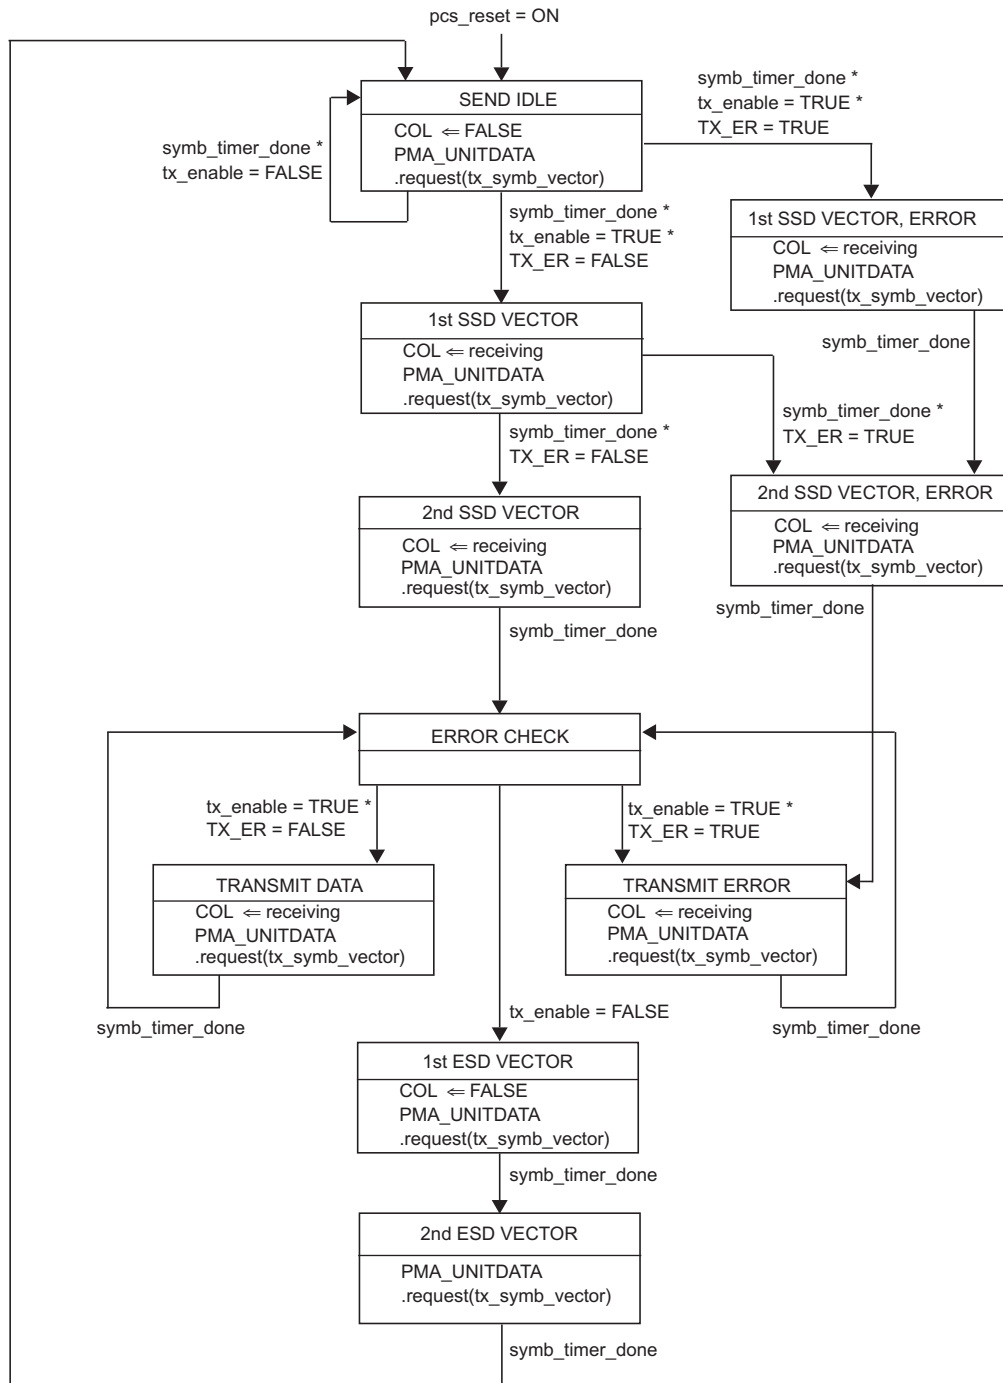 pcs_reset = ON
SEND IDLE
COL ⇐ FALSE
PMA_UNITDATA
.request(tx_symb_vector)
symb_timer_done *
tx_enable = FALSE
symb_timer_done *
tx_enable = TRUE *
TX_ER = TRUE
symb_timer_done *
tx_enable = TRUE *
TX_ER = FALSE
1st SSD VECTOR, ERROR
COL ⇐ receiving
PMA_UNITDATA
.request(tx_symb_vector)
symb_timer_done
1st SSD VECTOR
COL ⇐ receiving
PMA_UNITDATA
.request(tx_symb_vector)
symb_timer_done *
TX_ER = TRUE
symb_timer_done *
TX_ER = FALSE
2nd SSD VECTOR
COL ⇐ receiving
PMA_UNITDATA
.request(tx_symb_vector)
symb_timer_done
2nd SSD VECTOR, ERROR
COL ⇐ receiving
PMA_UNITDATA
.request(tx_symb_vector)
symb_timer_done
ERROR CHECK
tx_enable = TRUE *
TX_ER = FALSE
tx_enable = TRUE *
TX_ER = TRUE
TRANSMIT DATA
COL ⇐ receiving
PMA_UNITDATA
.request(tx_symb_vector)
symb_timer_done
TRANSMIT ERROR
COL ⇐ receiving
PMA_UNITDATA
.request(tx_symb_vector)
symb_timer_done
tx_enable = FALSE
1st ESD VECTOR
COL ⇐ FALSE
PMA_UNITDATA
.request(tx_symb_vector)
symb_timer_done
2nd ESD VECTOR
PMA_UNITDATA
.request(tx_symb_vector)
symb_timer_done